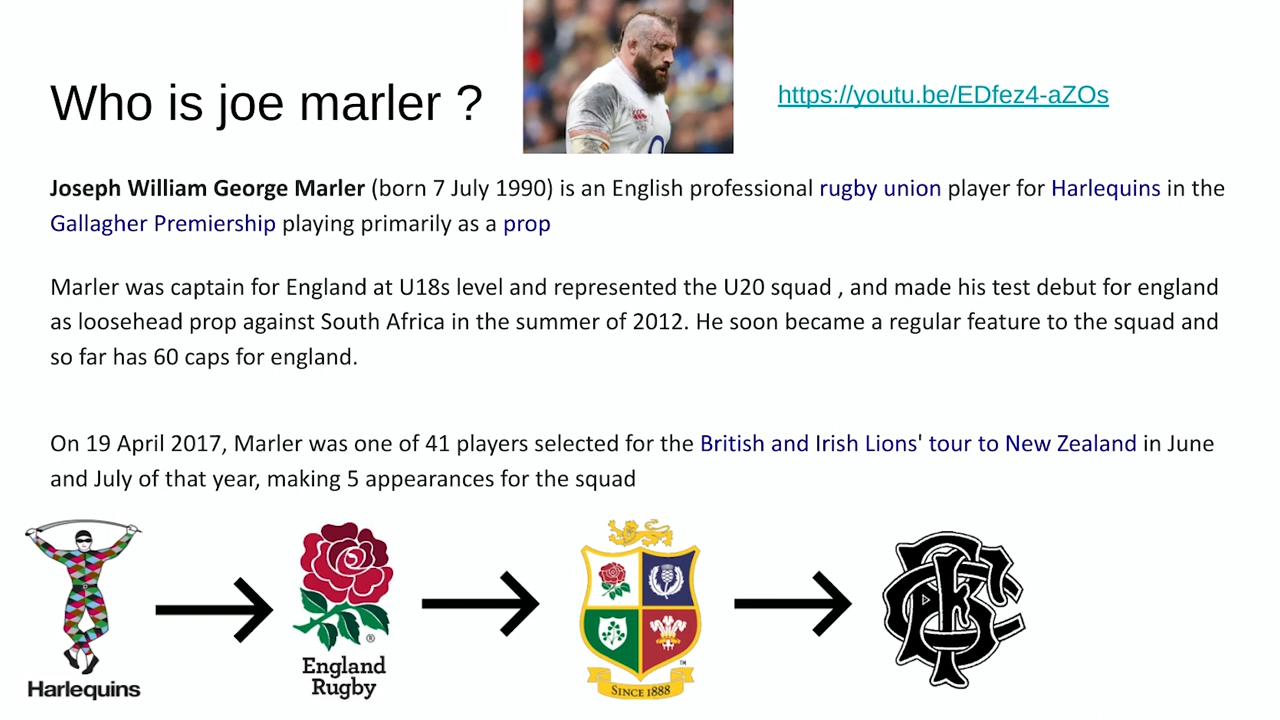 Who is joe marler ?
https://youtu.be/EDfez4-aZOs
Joseph William George Marler (born 7 July 1990) is an English professional rugby union player for Harlequins in the
Gallagher Premiership playing primarily as a prop
Marler was captain for England at U18s level and represented the U20 squad , and made his test debut for england
as loosehead prop against South Africa in the summer of 2012. He soon became a regular feature to the squad and
so far has 60 caps for england.
On 19 April 2017, Marler was one of 41 players selected for the British and Irish Lions' tour to New Zealand in June
and July of that year, making 5 appearances for the squad
Harlequins
®
England
Rugby
™
SINCE 1888